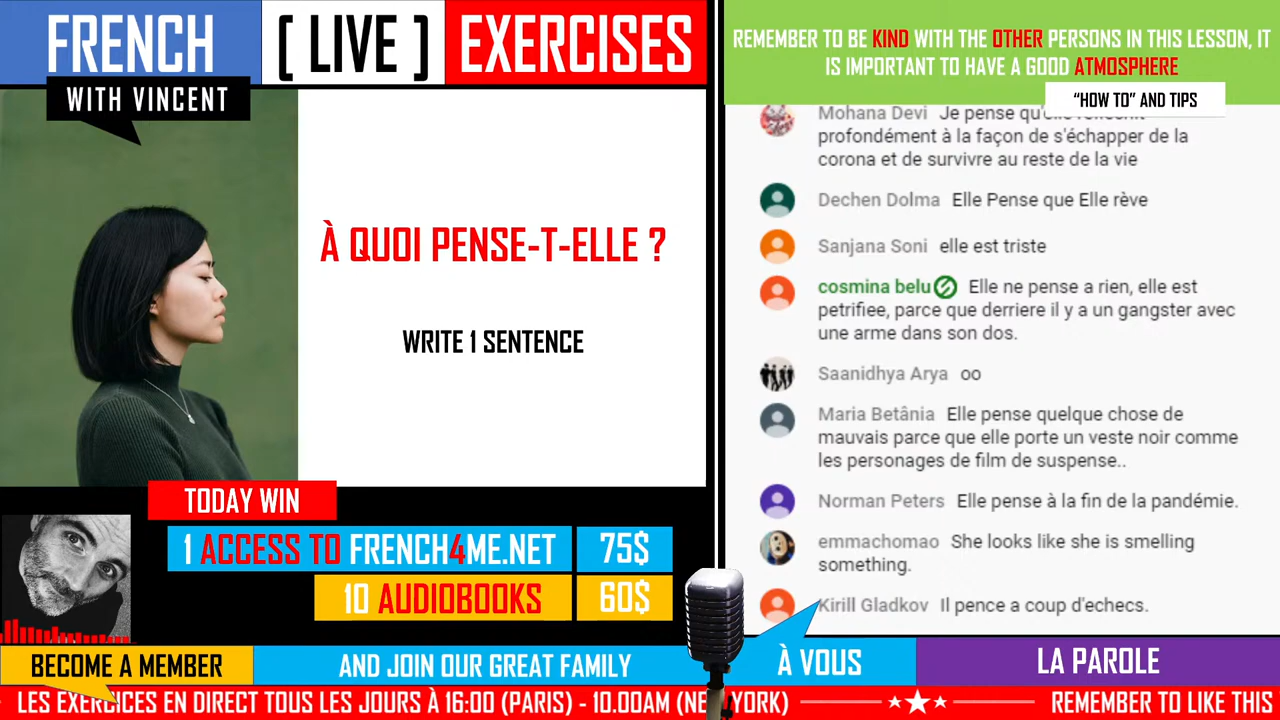 FRENCH
[ LIVE ]
EXERCISES
WITH VINCENT
À QUOI PENSE-T-ELLE ?
WRITE 1 SENTENCE
TODAY WIN
1 ACCESS TO FRENCH4ME.NET 75$
10 AUDIOBOOKS 60$
REMEMBER TO BE KIND WITH THE OTHER PERSONS IN THIS LESSON, IT
IS IMPORTANT TO HAVE A GOOD ATMOSPHERE
“HOW TO” AND TIPS
Mohana Devi Je pense
profondément à la façon de s'échapper de la
corona et de survivre au reste de la vie
Dechen Dolma Elle Pense que Elle rève
Sanjana Soni elle est triste
cosmina belu Elle ne pense a rien, elle est
petrifiee, parce que derriere il y a un gangster avec
une arme dans son dos.
Saanidhya Arya oo
Maria Betânia Elle pense quelque chose de
mauvais parce que elle porte un veste noir comme
les personages de film de suspense..
Norman Peters Elle pense à la fin de la pandémie.
emmachomao She looks like she is smelling
something.
Kirill Gladkov Il pence a coup d'echecs.
BECOME A MEMBER
AND JOIN OUR GREAT FAMILY
À VOUS
LA PAROLE
LES EXERCICES EN DIRECT TOUS LES JOURS À 16:00 (PARIS) - 10.00AM (NEW YORK)
REMEMBER TO LIKE THIS